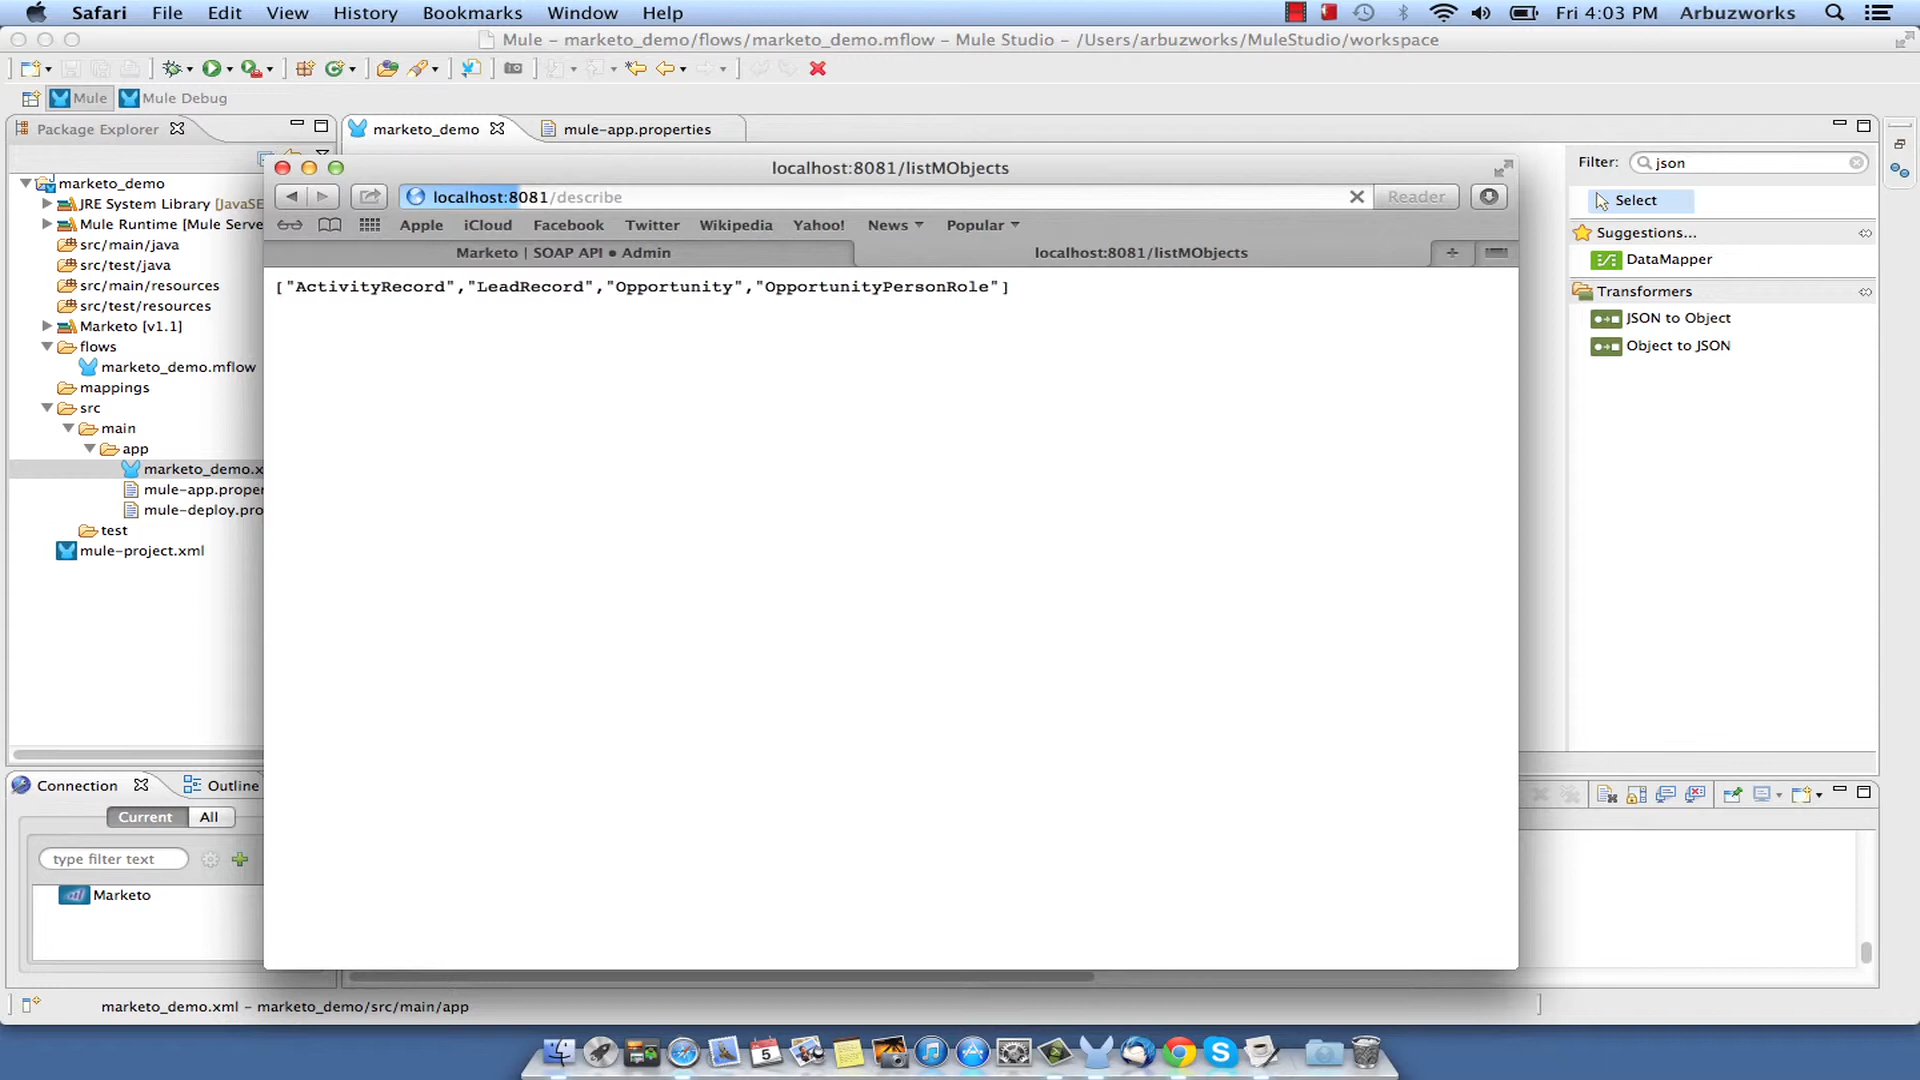 Safari File Edit View History Bookmarks Window Help Fri 4:03 PM Arbuzworks
Mule – marketo_demo/flows/marketo_demo.mflow – Mule Studio – /Users/arbuzworks/MuleStudio/workspace
Mule Mule Debug
Package Explorer marketo_demo mule-app.properties
Filter: json
Select
Suggestions...
DataMapper
Transformers
JSON to Object
Object to JSON
marketo_demo
JRE System Library [JavaSE
Mule Runtime [Mule Serve
src/main/java
src/test/java
src/main/resources
src/test/resources
Marketo [v1.1]
flows
marketo_demo.mflow
mappings
src
main
app
marketo_demo.x
mule-app.proper
mule-deploy.pro
test
mule-project.xml
localhost:8081/listMObjects
localhost:8081/describe Reader
Apple iCloud Facebook Twitter Wikipedia Yahoo! News Popular
Marketo | SOAP API • Admin localhost:8081/listMObjects
["ActivityRecord","LeadRecord","Opportunity","OpportunityPersonRole"]
Connection Outline
Current All
type filter text
Marketo
marketo_demo.xml – marketo_demo/src/main/app
5